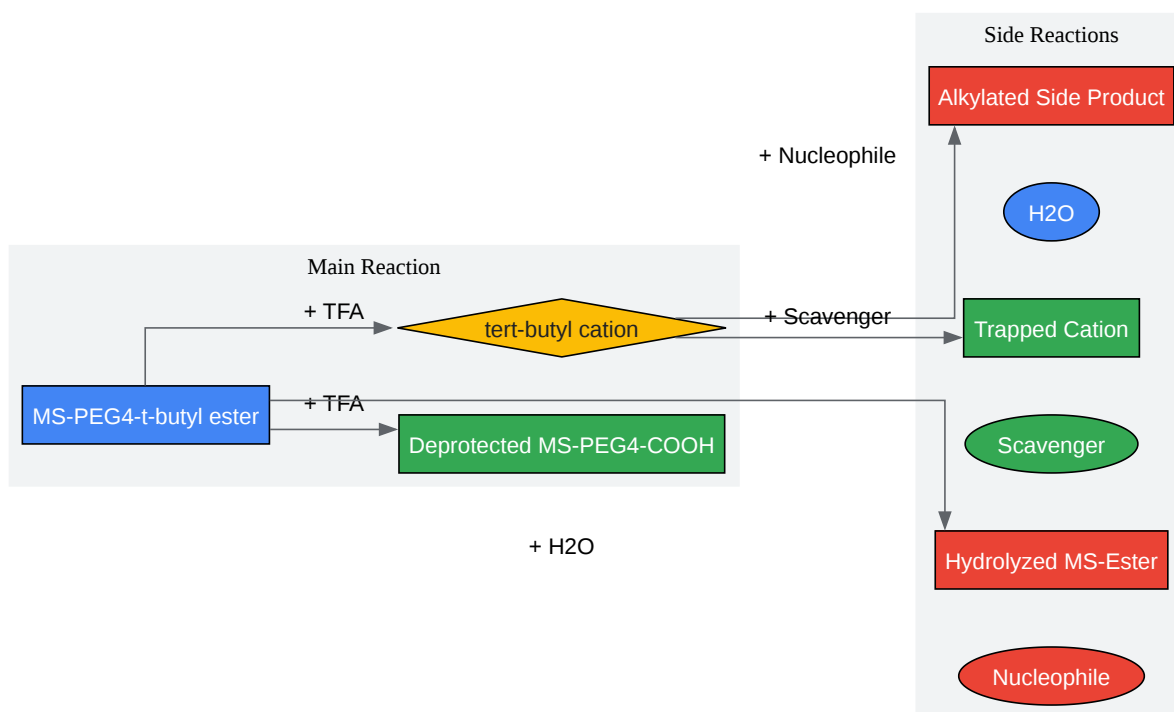 Side Reactions
Alkylated Side Product
+ Nucleophile
H2O
Main Reaction
+ TFA
tert-butyl cation
+ Scavenger
Trapped Cation
MS-PEG4-t-butyl ester
+ TFA
Deprotected MS-PEG4-COOH
Scavenger
+ H2O
Hydrolyzed MS-Ester
Nucleophile